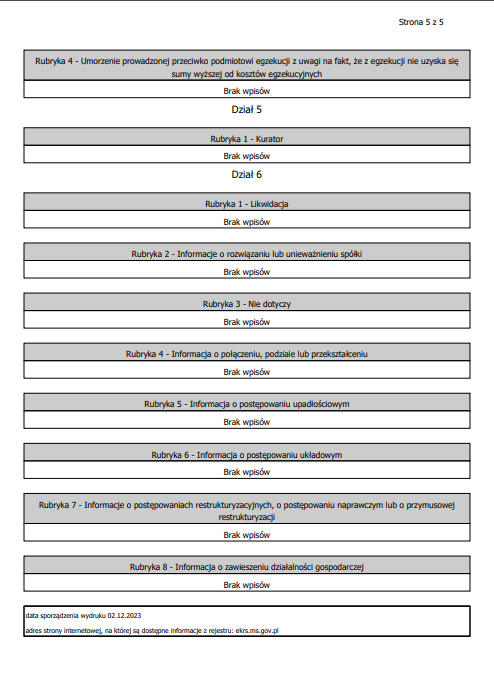 Strona 5 z 5
Rubryka 4 - Umorzenie prowadzonej przeciwko podmiotowi egzekucji z uwagi na fakt, że z egzekucji nie uzyska się
sumy wyższej od kosztów egzekucyjnych
Brak wpisów
Dział 5
Rubryka 1 - Kurator
Brak wpisów
Dział 6
Rubryka 1 - Likwidacja
Brak wpisów
Rubryka 2 - Informacje o rozwiązaniu lub unieważnieniu spółki
Brak wpisów
Rubryka 3 - Nie dotyczy
Brak wpisów
Rubryka 4 - Informacja o połączeniu, podziale lub przekształceniu
Brak wpisów
Rubryka 5 - Informacja o postępowaniu upadłościowym
Brak wpisów
Rubryka 6 - Informacja o postępowaniu układowym
Brak wpisów
Rubryka 7 - Informacje o postępowaniach restrukturyzacyjnych, o postępowaniu naprawczym lub o przymusowej
restrukturyzacji
Brak wpisów
Rubryka 8 - Informacja o zawieszeniu działalności gospodarczej
Brak wpisów
data sporządzenia wydruku 02.12.2023
adres strony internetowej, na której są dostępne informacje z rejestru: ekrs.ms.gov.pl